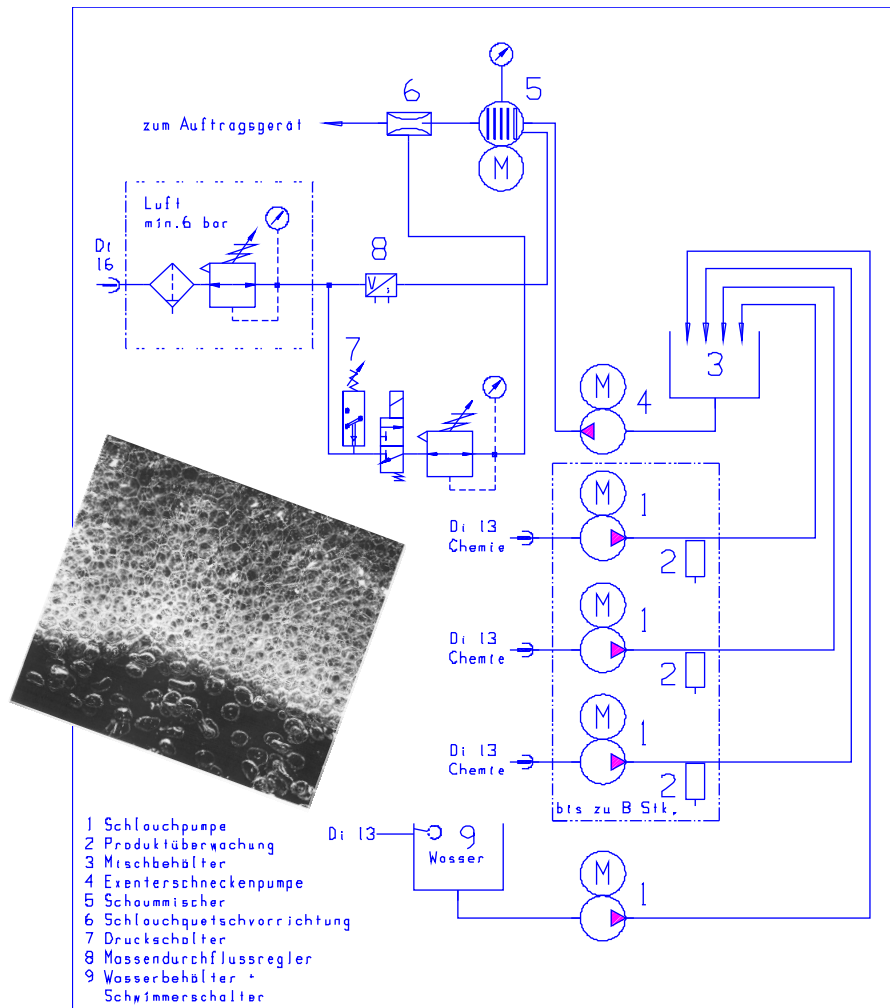 6
5
zum Auftragsgerät
M
Luft
min.6 bar
Di
16
8
V
7
3
M
4
M
1
Di 13
Chemie
2
M
1
Di 13
Chemie
2
M
1
Di 13
Chemie
2
bis zu 8 Stk.
Di 13
9
Wasser
M
1
1 Schlauchpumpe
2 Produktüberwachung
3 Mischbehälter
4 Exenterschneckenpumpe
5 Schaummischer
6 Schlauchquetschvorrichtung
7 Druckschalter
8 Massendurchflussregler
9 Wasserbehälter +
Schwimmerschalter